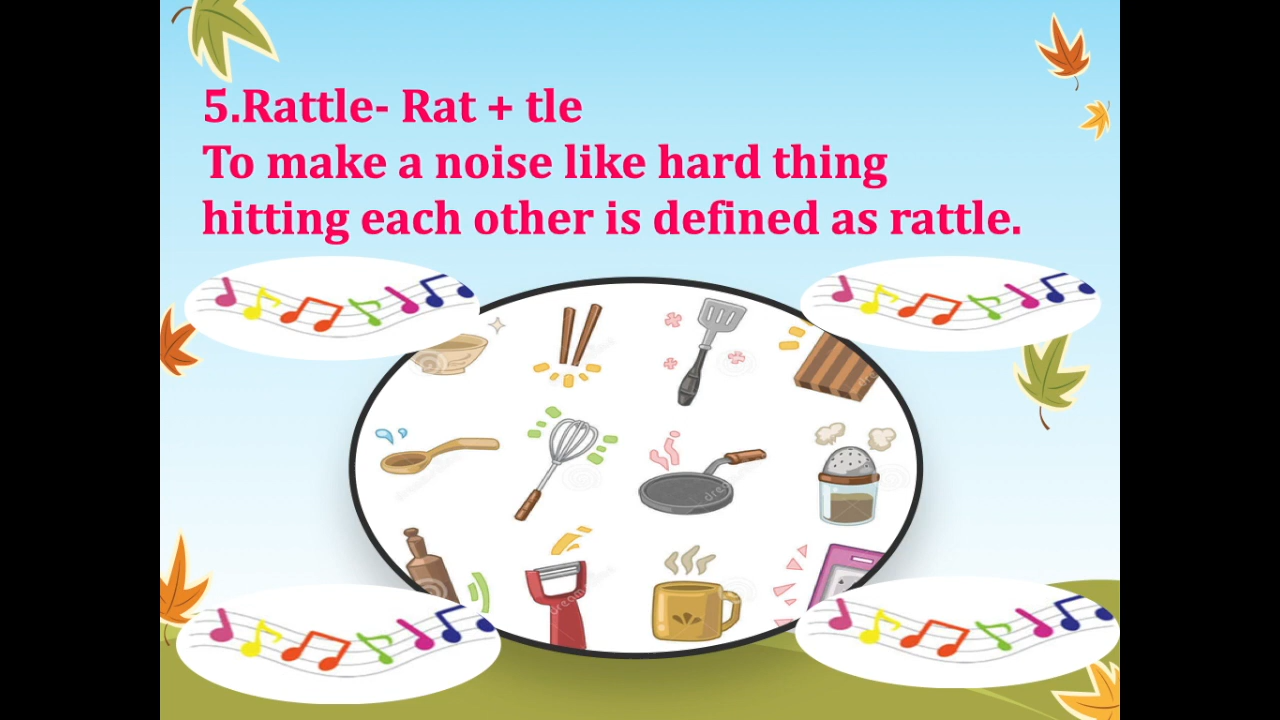 5.Rattle- Rat + tle
To make a noise like hard thing
hitting each other is defined as rattle.